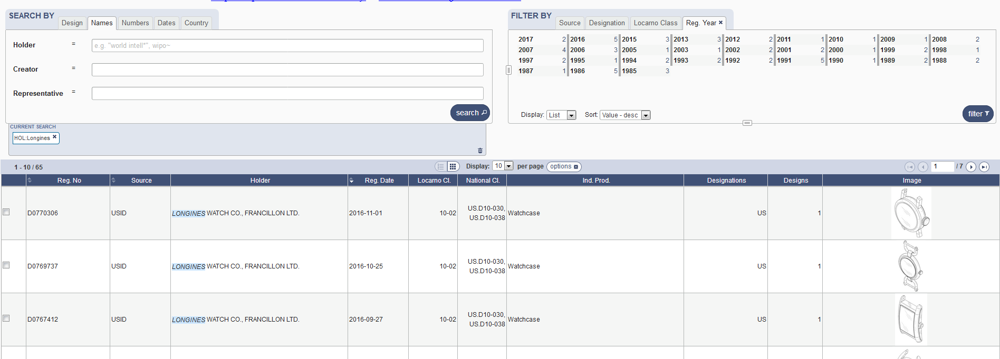 SEARCH BY Design Names Numbers Dates Country
Holder = e.g. "world intell*", wipo~
Creator =
Representative =
search
CURRENT SEARCH
HOL:Longines
FILTER BY Source Designation Locarno Class Reg. Year
2017 2 2016 5 2015 3 2013 3 2012 2 2011 1 2010 1 2009 1 2008 2
2007 4 2006 3 2005 1 2003 1 2002 2 2001 2 2000 1 1999 2 1998 1
1997 2 1995 1 1994 2 1993 2 1992 2 1991 5 1990 1 1989 2 1988 2
1987 1 1986 5 1985 3
Display: List Sort: Value - desc
filter
1 - 10 / 65 Display: 10 per page options 1 / 7
Reg. No Source Holder Reg. Date Locarno Cl. National Cl. Ind. Prod. Designations Designs Image
D0770306 USID LONGINES WATCH CO., FRANCILLON LTD. 2016-11-01 10-02 US.D10-030, Watchcase US 1
US.D10-038
D0769737 USID LONGINES WATCH CO., FRANCILLON LTD. 2016-10-25 10-02 US.D10-030, Watchcase US 1
US.D10-038
D0767412 USID LONGINES WATCH CO., FRANCILLON LTD. 2016-09-27 10-02 US.D10-030, Watchcase US 1
US.D10-038